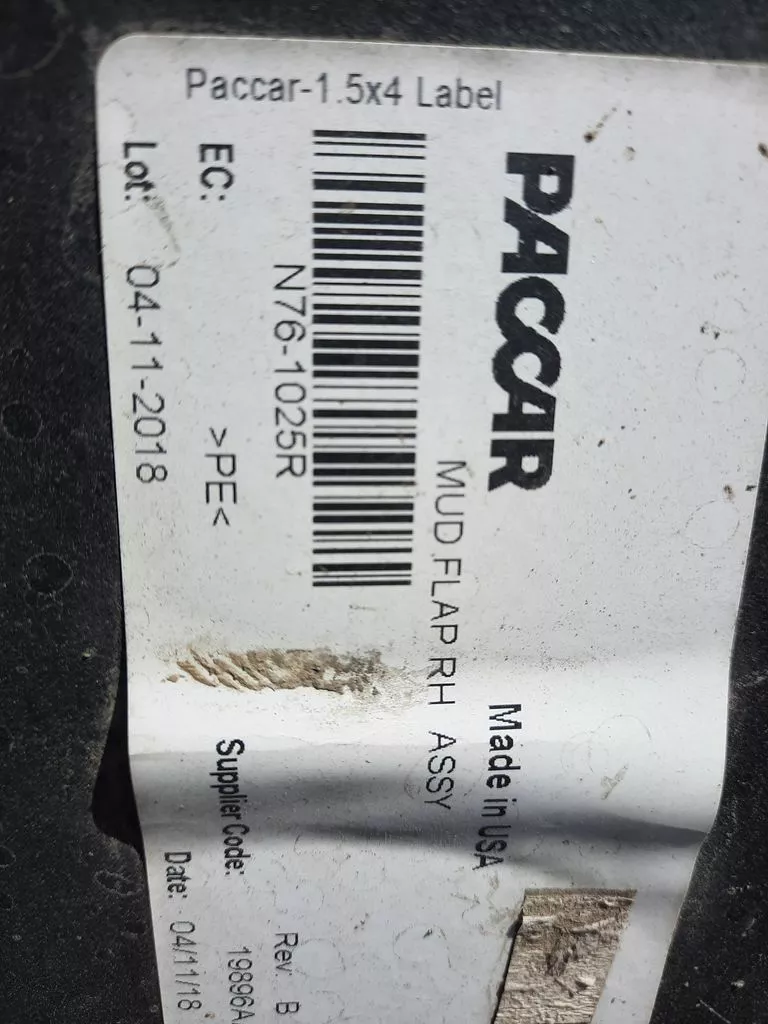 Paccar-1.5x4 Label
PACCAR
Made in USA
MUD FLAP RH ASSY
N76-1025R
Rev: B
EC:
>PE<
Supplier Code: 19896A
Lot: 04-11-2018
Date: 04/11/18